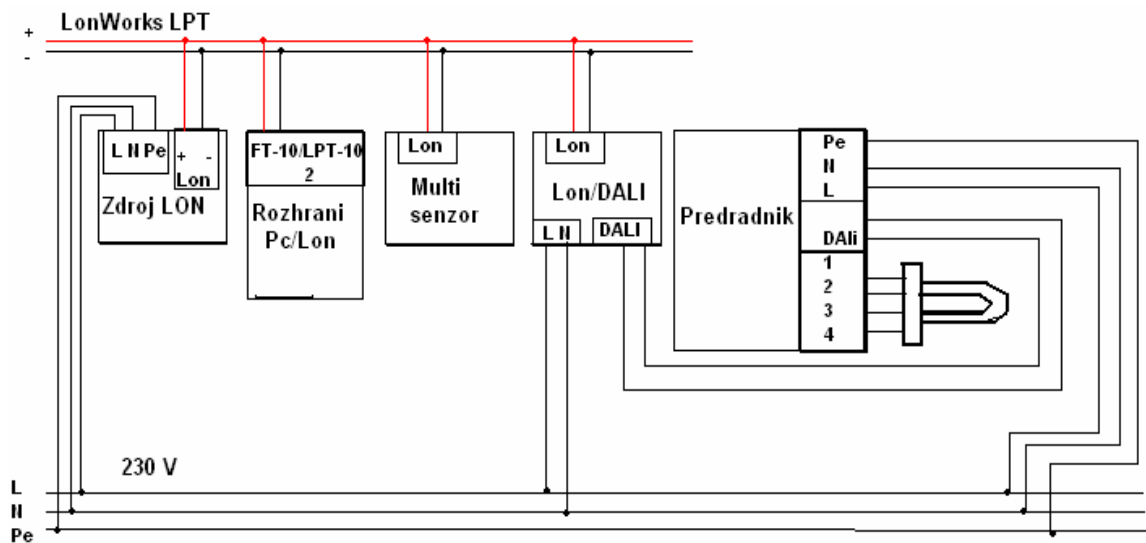 LonWorks LPT
+
-
L N Pe
+ -
Lon
Zdroj LON
FT-10/LPT-10
2
Rozhrani
Pc/Lon
Lon
Multi
senzor
Lon
Lon/DALI
L N
DALI
Predradnik
Pe
N
L
DAli
1
2
3
4
230 V
L
N
Pe